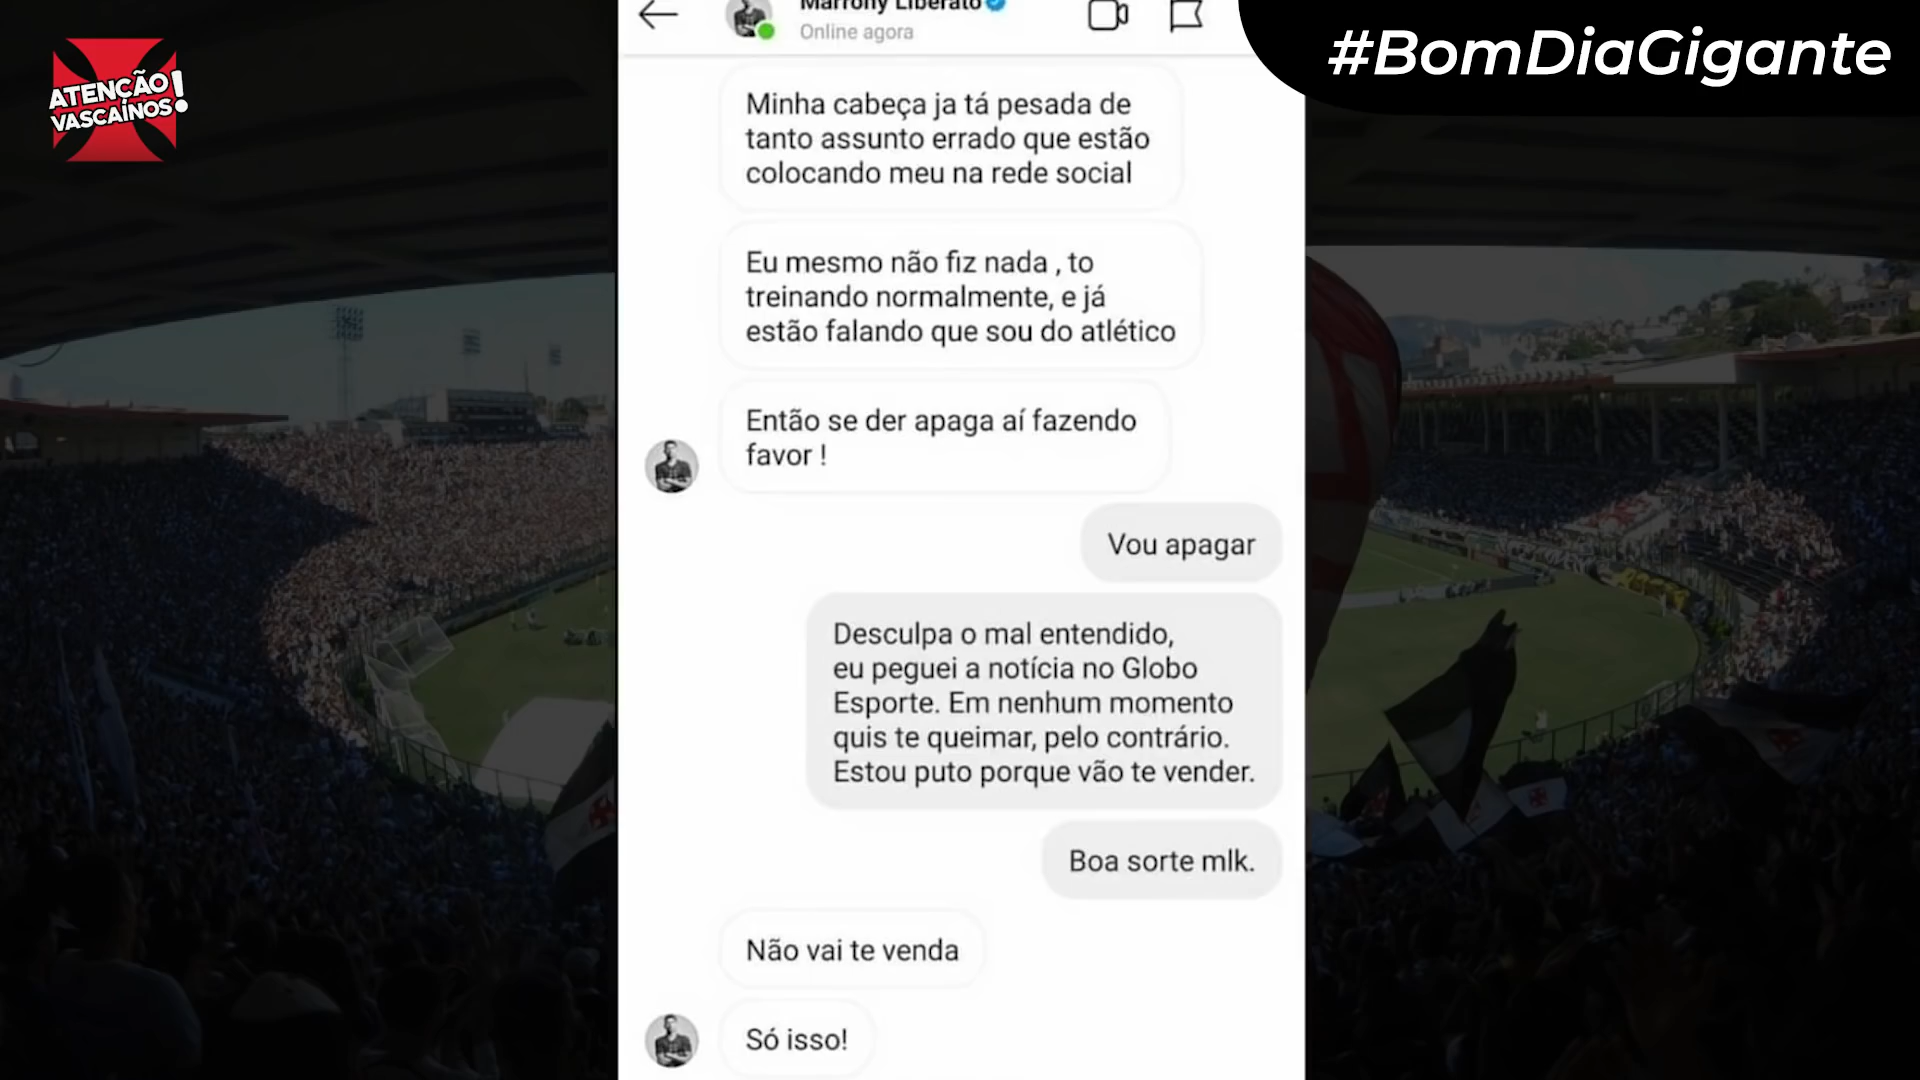 Marrony Liberato
Online agora
#BomDiaGigante
ATENÇÃO
VASCAÍNOS!
Minha cabeça ja tá pesada de
tanto assunto errado que estão
colocando meu na rede social
Eu mesmo não fiz nada , to
treinando normalmente, e já
estão falando que sou do atlético
Então se der apaga aí fazendo
favor !
Vou apagar
Desculpa o mal entendido,
eu peguei a notícia no Globo
Esporte. Em nenhum momento
quis te queimar, pelo contrário.
Estou puto porque vão te vender.
Boa sorte mlk.
Não vai te venda
Só isso!